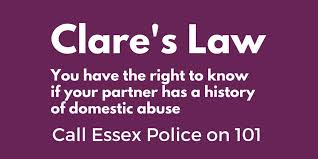 Clare's Law
You have the right to know
if your partner has a history
of domestic abuse
Call Essex Police on 101